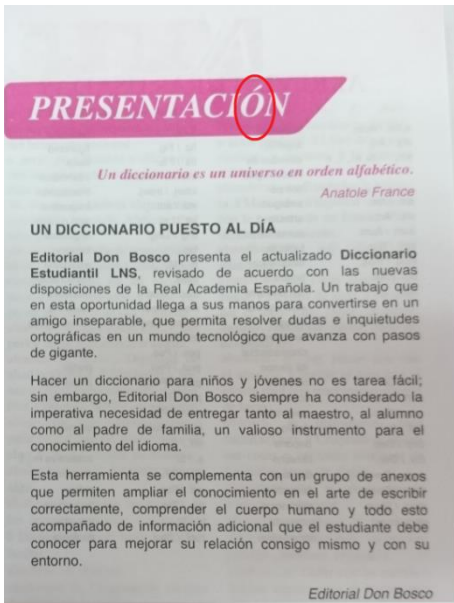 PRESENTACIÓN
Un diccionario es un universo en orden alfabético.
Anatole France
UN DICCIONARIO PUESTO AL DÍA
Editorial Don Bosco presenta el actualizado Diccionario
Estudiantil LNS, revisado de acuerdo con las nuevas
disposiciones de la Real Academia Española. Un trabajo que
en esta oportunidad llega a sus manos para convertirse en un
amigo inseparable, que permita resolver dudas e inquietudes
ortográficas en un mundo tecnológico que avanza con pasos
de gigante.
Hacer un diccionario para niños y jóvenes no es tarea fácil;
sin embargo, Editorial Don Bosco siempre ha considerado la
imperativa necesidad de entregar tanto al maestro, al alumno
como al padre de familia, un valioso instrumento para el
conocimiento del idioma.
Esta herramienta se complementa con un grupo de anexos
que permiten ampliar el conocimiento en el arte de escribir
correctamente, comprender el cuerpo humano y todo esto
acompañado de información adicional que el estudiante debe
conocer para mejorar su relación consigo mismo y con su
entorno.
Editorial Don Bosco